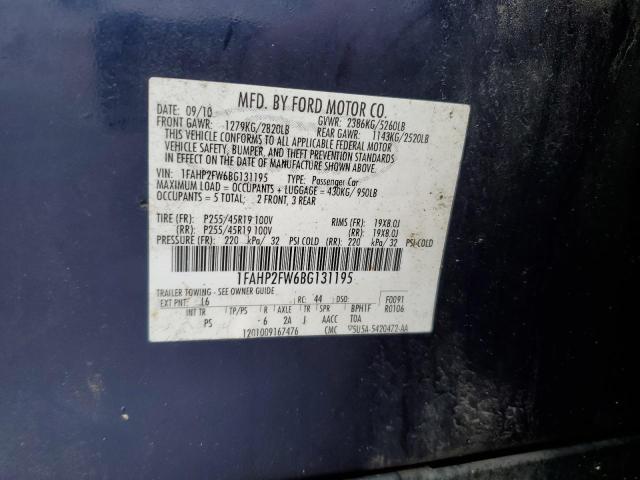 MFD. BY FORD MOTOR CO.
DATE: 09/10 GVWR: 2386KG/5260LB
FRONT GAWR: 1279KG/2820LB REAR GAWR: 1143KG/2520LB
THIS VEHICLE CONFORMS TO ALL APPLICABLE FEDERAL MOTOR
VEHICLE SAFETY, BUMPER, AND THEFT PREVENTION STANDARDS
IN EFFECT ON THE DATE OF MANUFACTURE SHOWN ABOVE.
VIN: 1FAHP2FW6BG131195 TYPE: Passenger Car
MAXIMUM LOAD = OCCUPANTS + LUGGAGE = 430KG/ 950LB
OCCUPANTS = 5 TOTAL, 2 FRONT, 3 REAR
TIRE (FR): P255/45R19 100V RIMS (FR): 19X8.0J
(RR): P255/45R19 100V (RR): 19X8.0J
PRESSURE (FR): 220 kPa/ 32 PSI COLD (RR): 220 kPa/ 32 PSI-COLD
1FAHP2FW6BG131195
TRAILER TOWING - SEE OWNER GUIDE
EXT PNT: L6 RC: 44 DSO: F0091
INT TR TP/PS R AXLE TR SPR BPHTF R0106
PS 6 2A J AACC TOA
1201009167476 CMC 5U5A-5420472-AA